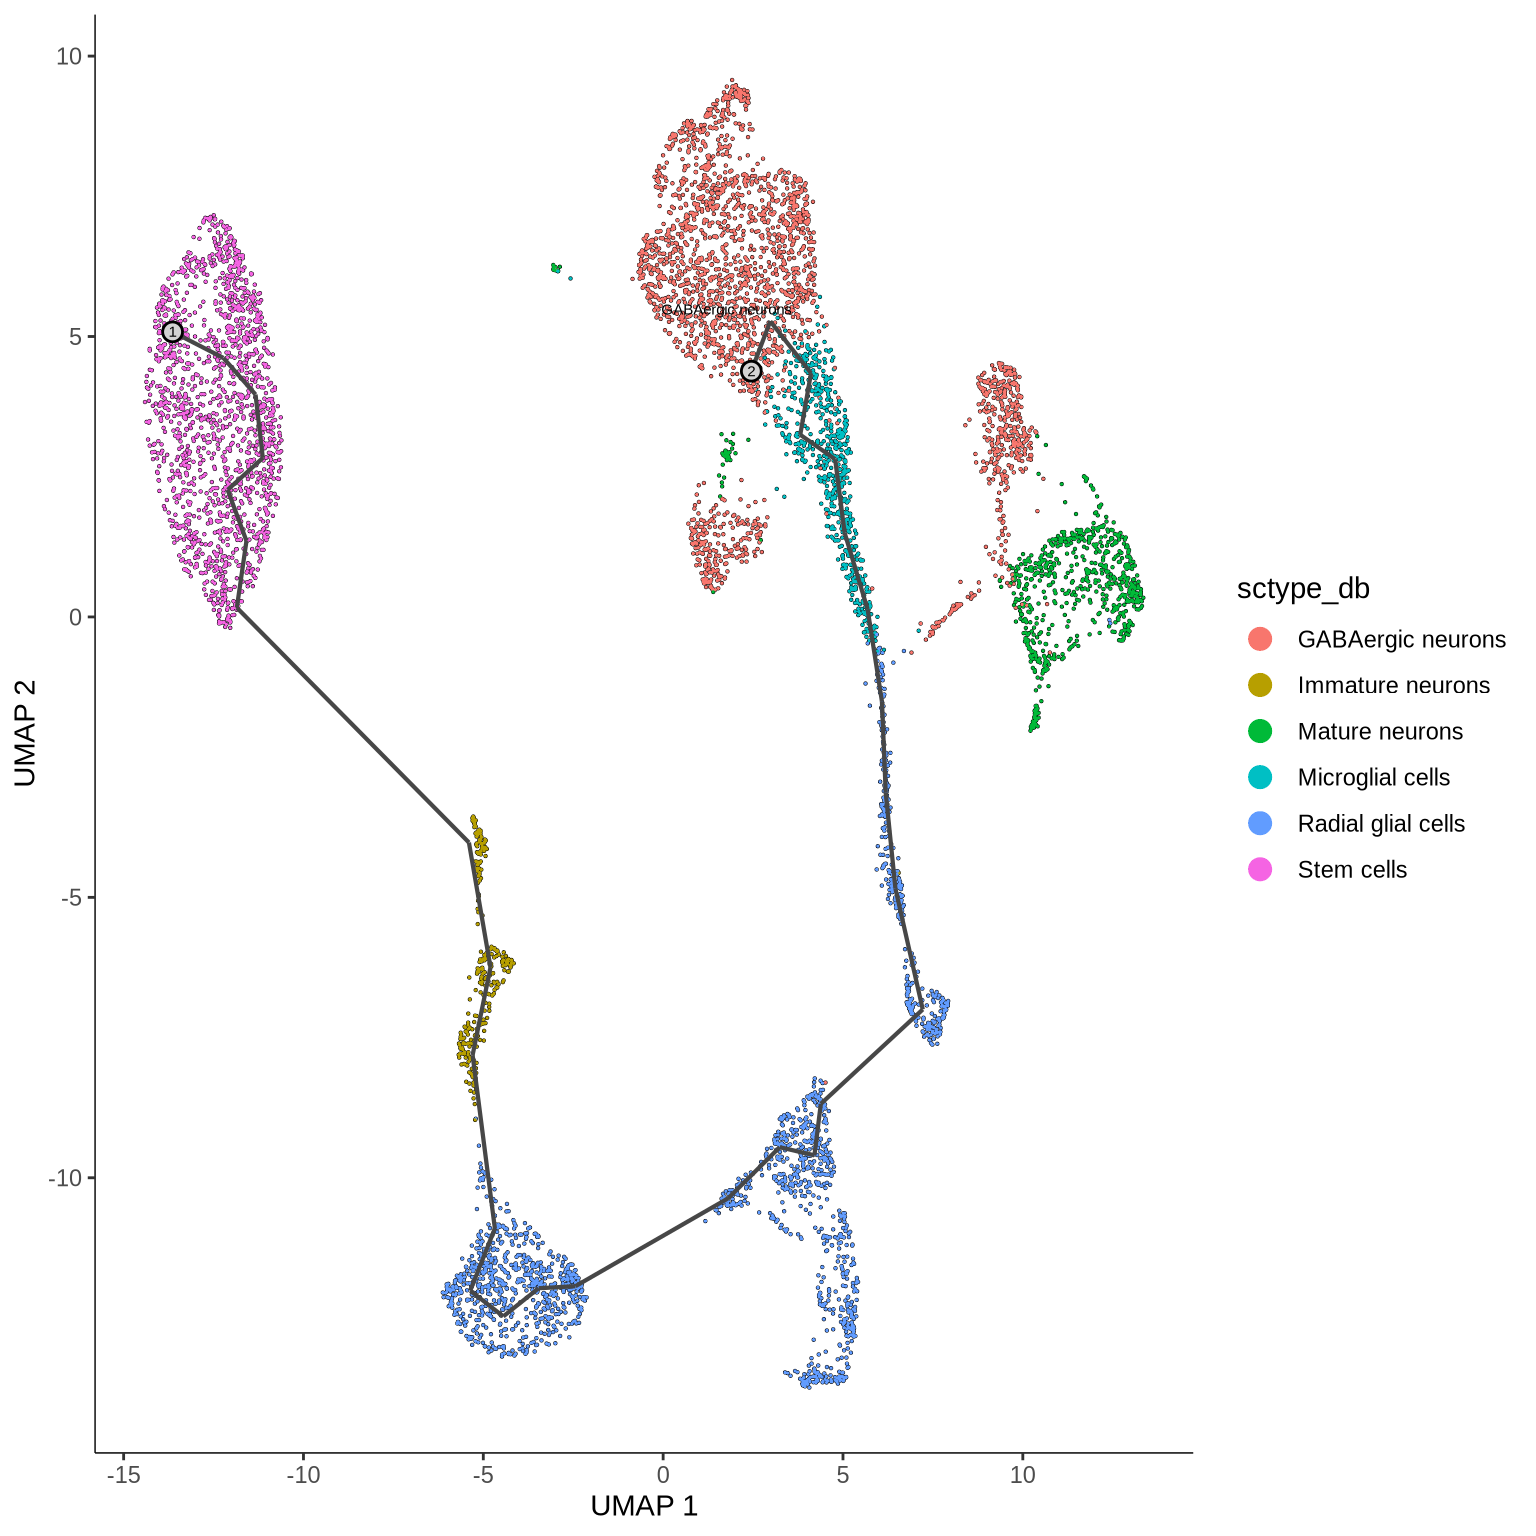 10
5
0
-5
-10
UMAP 2
-15
-10
-5
0
5
10
UMAP 1
GABAergic neurons
1
2
sctype_db
GABAergic neurons
Immature neurons
Mature neurons
Microglial cells
Radial glial cells
Stem cells